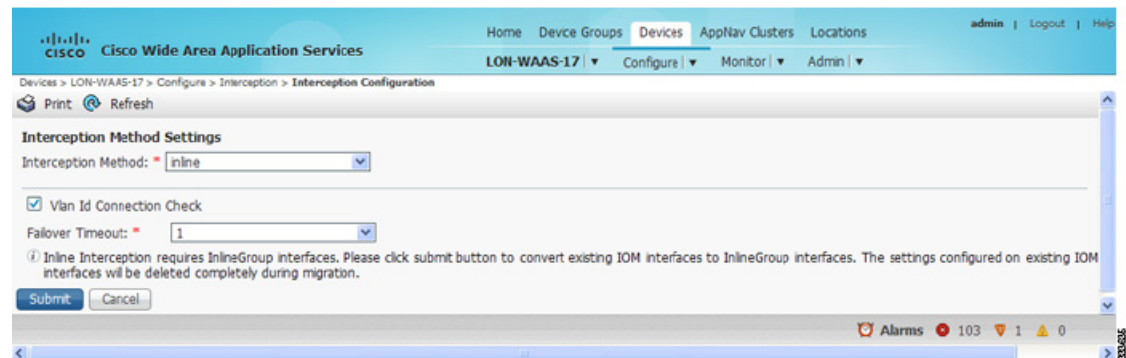 Home Device Groups Devices AppNav Clusters Locations
admin | Logout | Help
CISCO Cisco Wide Area Application Services
LON-WAAS-17 Configure Monitor Admin
Devices > LON-WAAS-17 > Configure > Interception > Interception Configuration
Print Refresh
Interception Method Settings
Interception Method: * inline
Vlan Id Connection Check
Failover Timeout: * 1
Inline Interception requires InlineGroup interfaces. Please click submit button to convert existing IOM interfaces to InlineGroup interfaces. The settings configured on existing IOM
interfaces will be deleted completely during migration.
Submit Cancel
Alarms 103 1 0